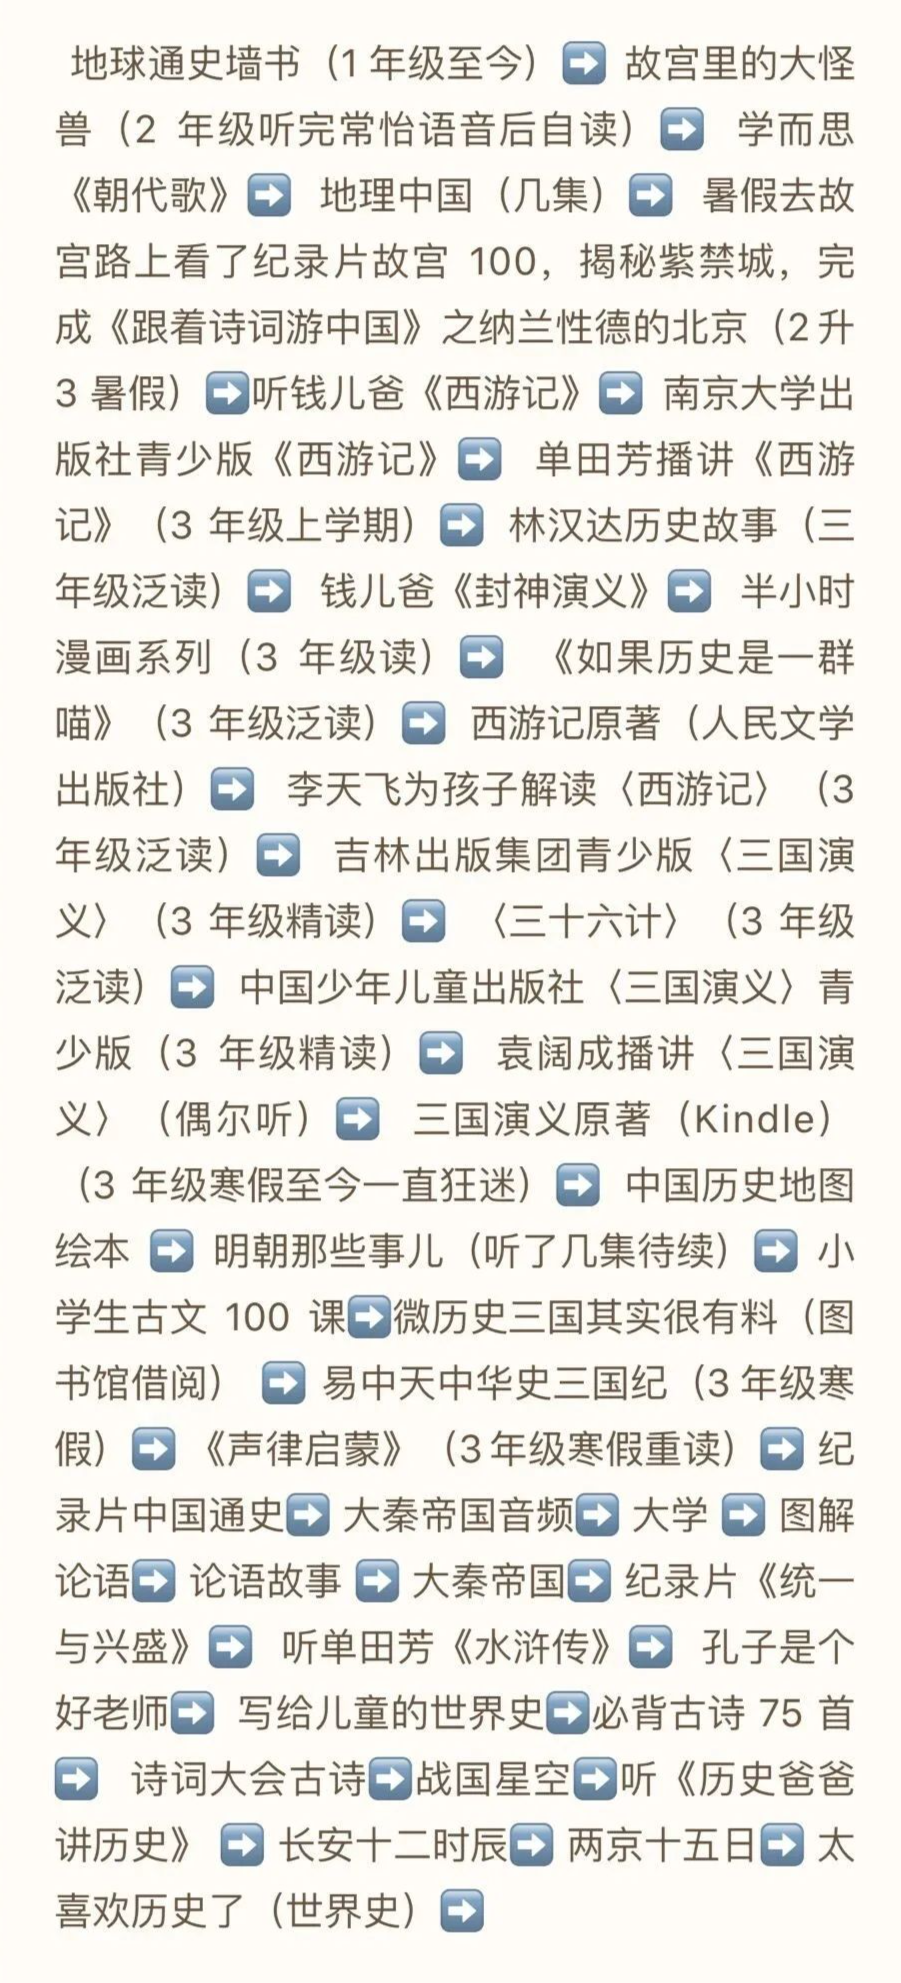 地球通史墙书（1 年级至今）➡️ 故宫里的大怪
兽（2 年级听完常怡语音后自读）➡️ 学而思
《朝代歌》➡️ 地理中国（几集）➡️ 暑假去故
宫路上看了纪录片故宫 100，揭秘紫禁城，完
成《跟着诗词游中国》之纳兰性德的北京（2 升
3 暑假）➡️听钱儿爸《西游记》➡️ 南京大学出
版社青少版《西游记》➡️ 单田芳播讲《西游
记》（3 年级上学期）➡️ 林汉达历史故事（三
年级泛读）➡️ 钱儿爸《封神演义》➡️ 半小时
漫画系列（3 年级读）➡️ 《如果历史是一群
喵》（3 年级泛读）➡️ 西游记原著（人民文学
出版社）➡️ 李天飞为孩子解读〈西游记〉（3
年级泛读）➡️ 吉林出版集团青少版〈三国演
义〉（3 年级精读）➡️ 〈三十六计〉（3 年级
泛读）➡️ 中国少年儿童出版社〈三国演义〉青
少版（3 年级精读）➡️ 袁阔成播讲〈三国演
义〉（偶尔听）➡️ 三国演义原著（Kindle）
（3 年级寒假至今一直狂迷）➡️ 中国历史地图
绘本 ➡️ 明朝那些事儿（听了几集待续）➡️ 小
学生古文 100 课➡️微历史三国其实很有料（图
书馆借阅） ➡️ 易中天中华史三国纪（3 年级寒
假）➡️ 《声律启蒙》（3 年级寒假重读）➡️ 纪
录片中国通史➡️ 大秦帝国音频➡️ 大学 ➡️ 图解
论语➡️ 论语故事 ➡️ 大秦帝国➡️ 纪录片《统一
与兴盛》➡️ 听单田芳《水浒传》➡️ 孔子是个
好老师➡️ 写给儿童的世界史➡️必背古诗 75 首
➡️ 诗词大会古诗➡️战国星空➡️听《历史爸爸
讲历史》 ➡️ 长安十二时辰➡️ 两京十五日➡️ 太
喜欢历史了（世界史）➡️